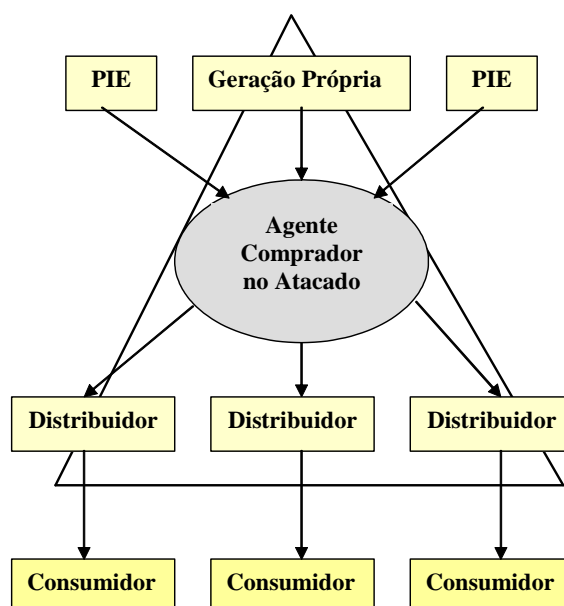 PIE
Geração Própria
PIE
Agente
Comprador
no Atacado
Distribuidor
Distribuidor
Distribuidor
Consumidor
Consumidor
Consumidor